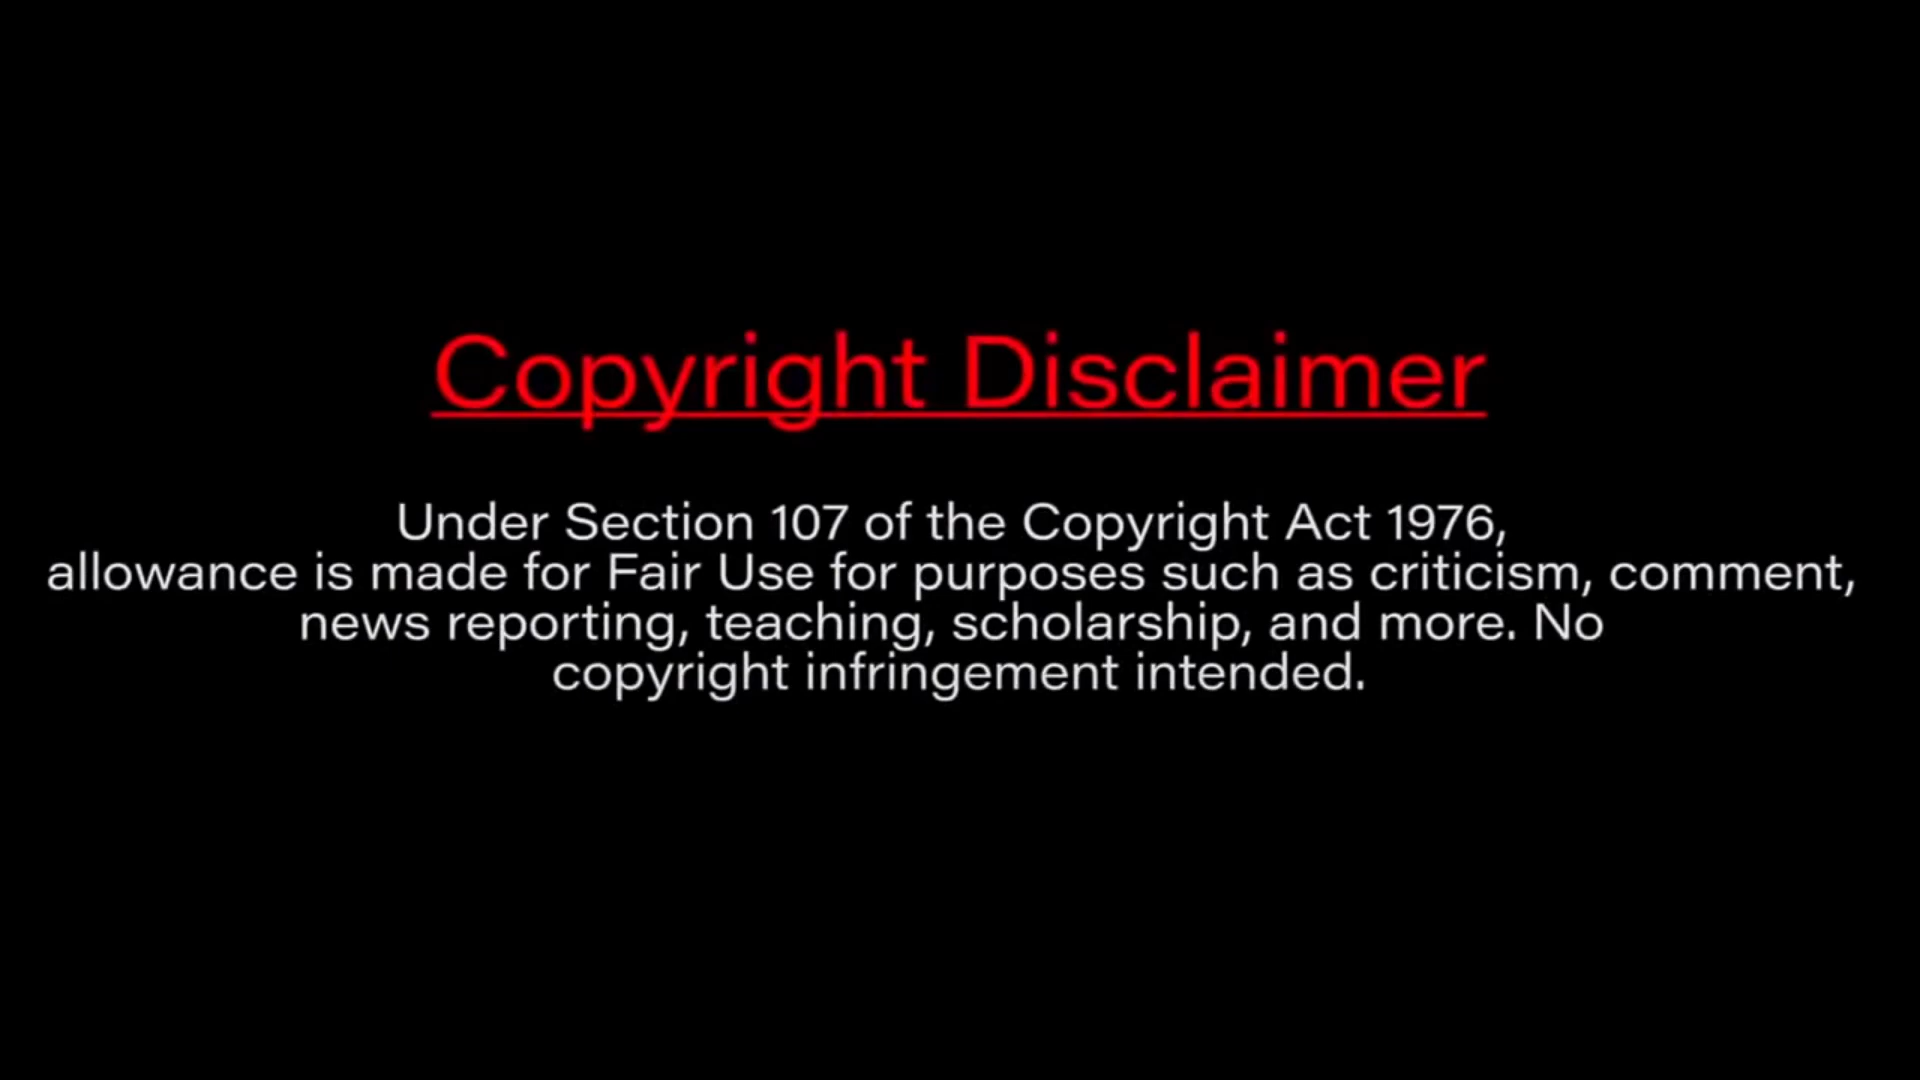 Copyright Disclaimer
Under Section 107 of the Copyright Act 1976,
allowance is made for Fair Use for purposes such as criticism, comment,
news reporting, teaching, scholarship, and more. No
copyright infringement intended.